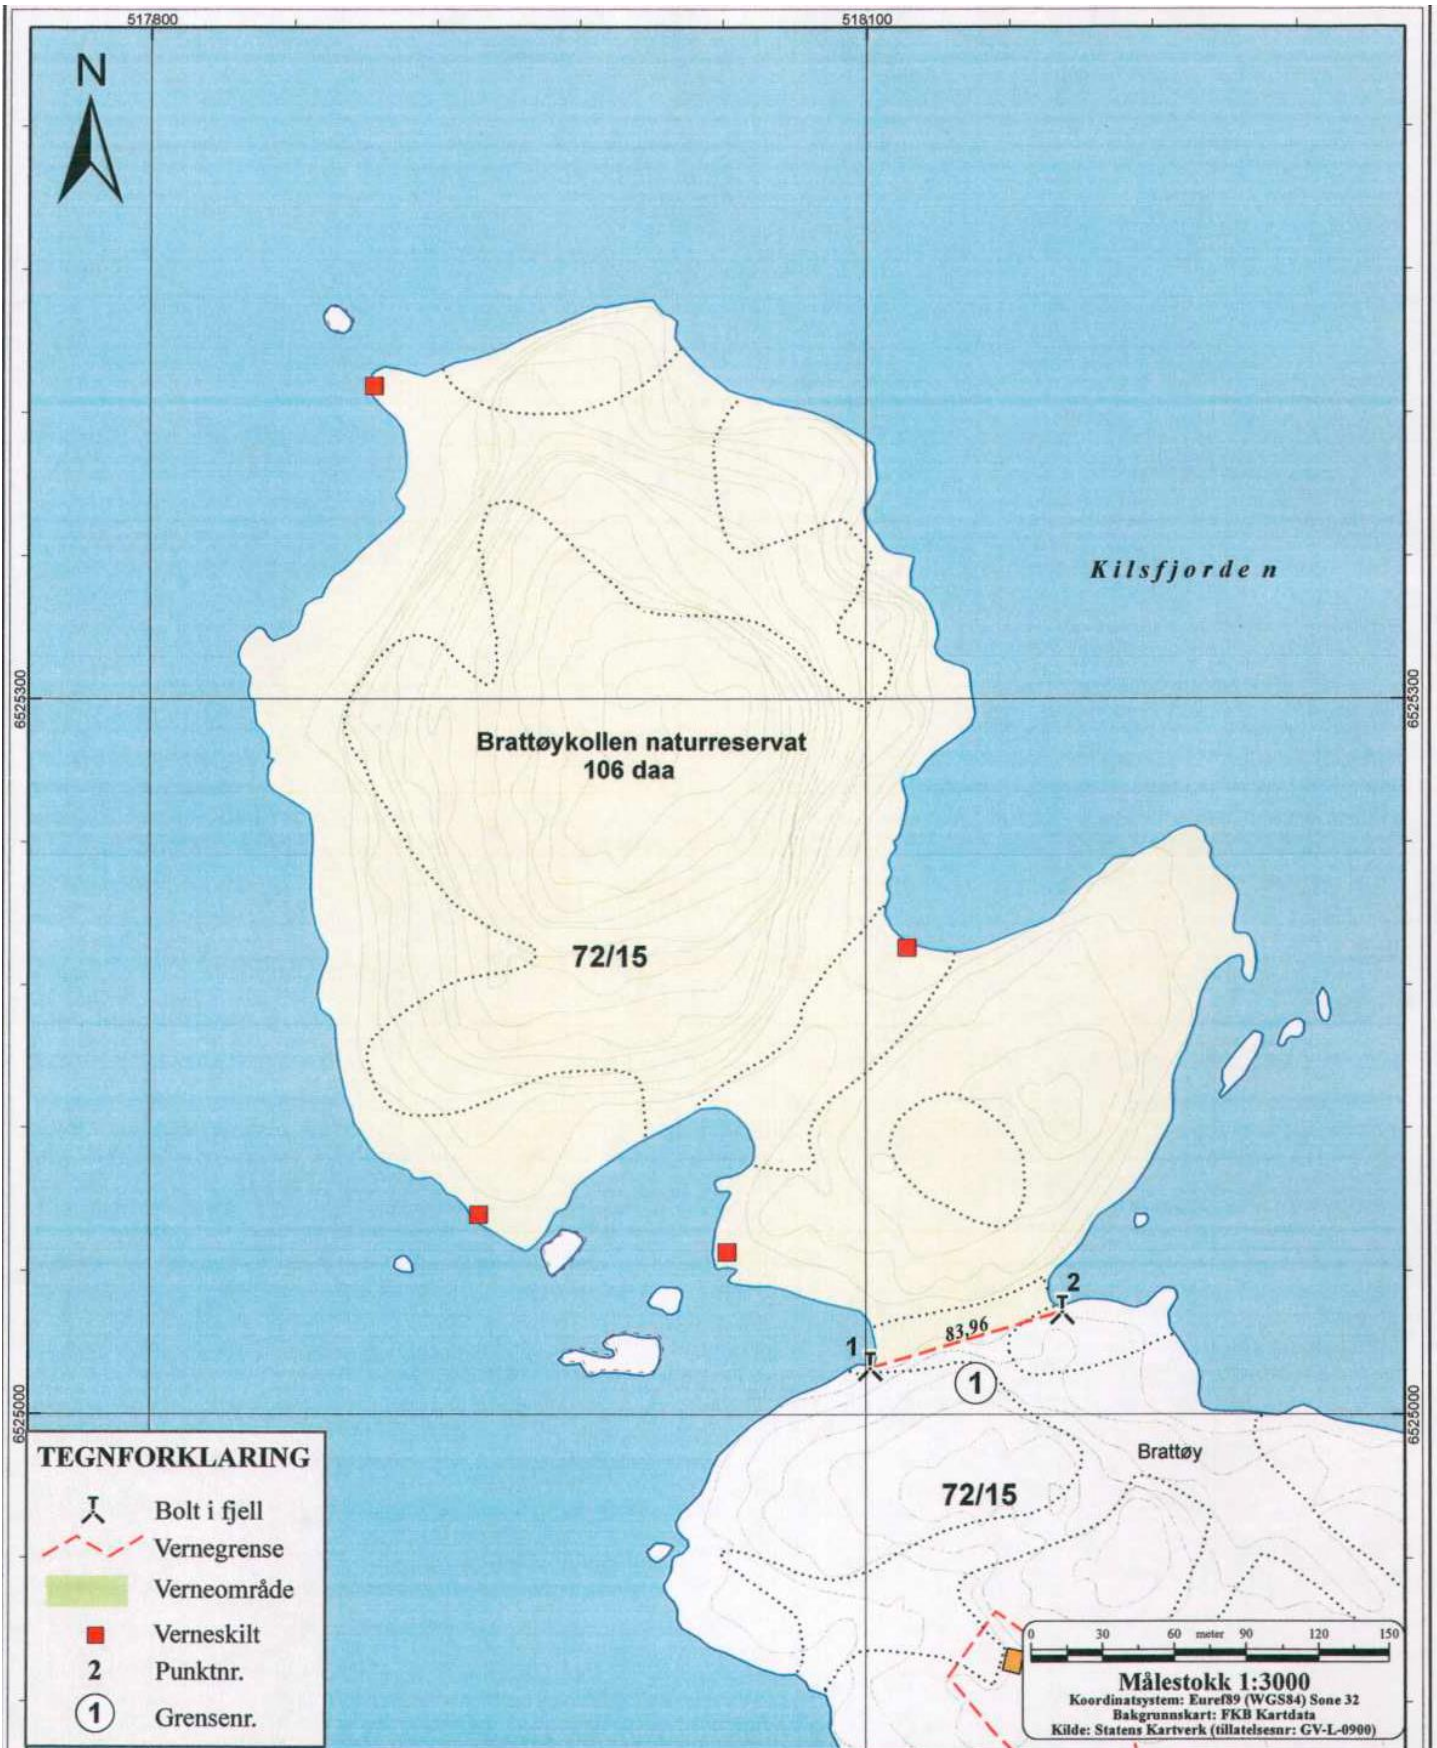 517800
518100
N
Kilsfjorden
6525300
6525300
Brattøykollen naturreservat
106 daa
72/15
2
83,96
1
1
6525000
6525000
Brattøy
72/15
TEGNFORKLARING
Bolt i fjell
Vernegrense
Verneområde
Verneskilt
2 Punktnr.
1 Grensenr.
0 30 60 meter 90 120 150
Målestokk 1:3000
Koordinatsystem: Euref89 (WGS84) Sone 32
Bakgrunnskart: FKB Kartdata
Kilde: Statens Kartverk (tillatelsesnr: GV-L-0900)